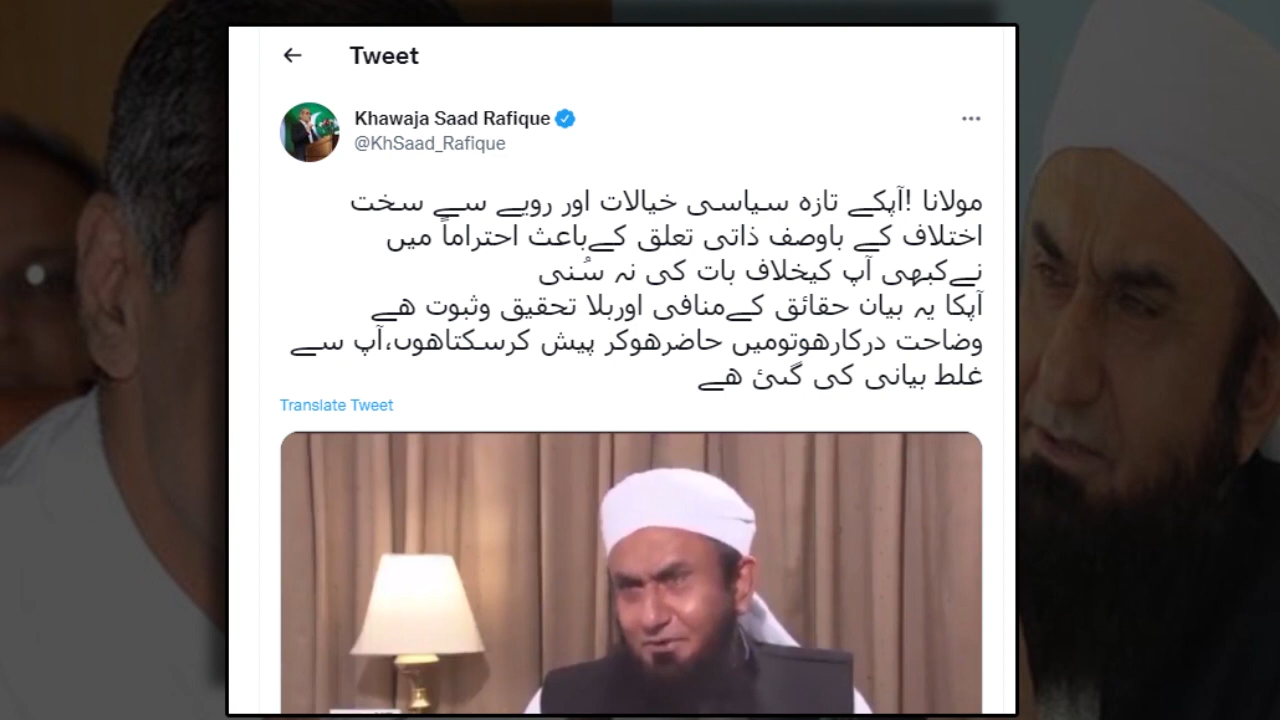 Tweet
Khawaja Saad Rafique
@KhSaad_Rafique
مولانا !آپکے تازہ سیاسی خیالات اور رویے سے سخت
اختلاف کے باوصف ذاتی تعلق کےباعث احتراماً میں
نےکبھی آپ کیخلاف بات کی نہ سُنی
آپکا یہ بیان حقائق کےمنافی اوربلا تحقیق وثبوت ھے
وضاحت درکارھوتومیں حاضرھوکر پیش کرسکتاھوں،آپ سے
غلط بیانی کی گئ ھے
Translate Tweet